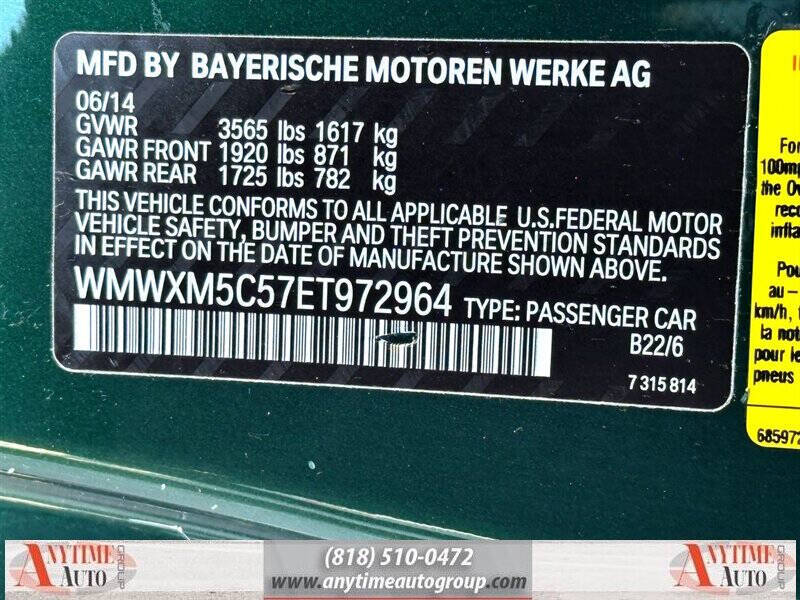 MFD BY BAYERISCHE MOTOREN WERKE AG
06/14
GVWR 3565 lbs 1617 kg
GAWR FRONT 1920 lbs 871 kg
GAWR REAR 1725 lbs 782 kg
THIS VEHICLE CONFORMS TO ALL APPLICABLE U.S.FEDERAL MOTOR
VEHICLE SAFETY, BUMPER AND THEFT PREVENTION STANDARDS
IN EFFECT ON THE DATE OF MANUFACTURE SHOWN ABOVE.
WMWXM5C57ET972964 TYPE: PASSENGER CAR
B22/6
7 315 814
For
100mp
the Ov
reco
infla
Pou
au –
km/h,
la not
pour le
pneus
685972
ANYTIME AUTO GROUP
(818) 510-0472
www.anytimeautogroup.com
ANYTIME AUTO GROUP